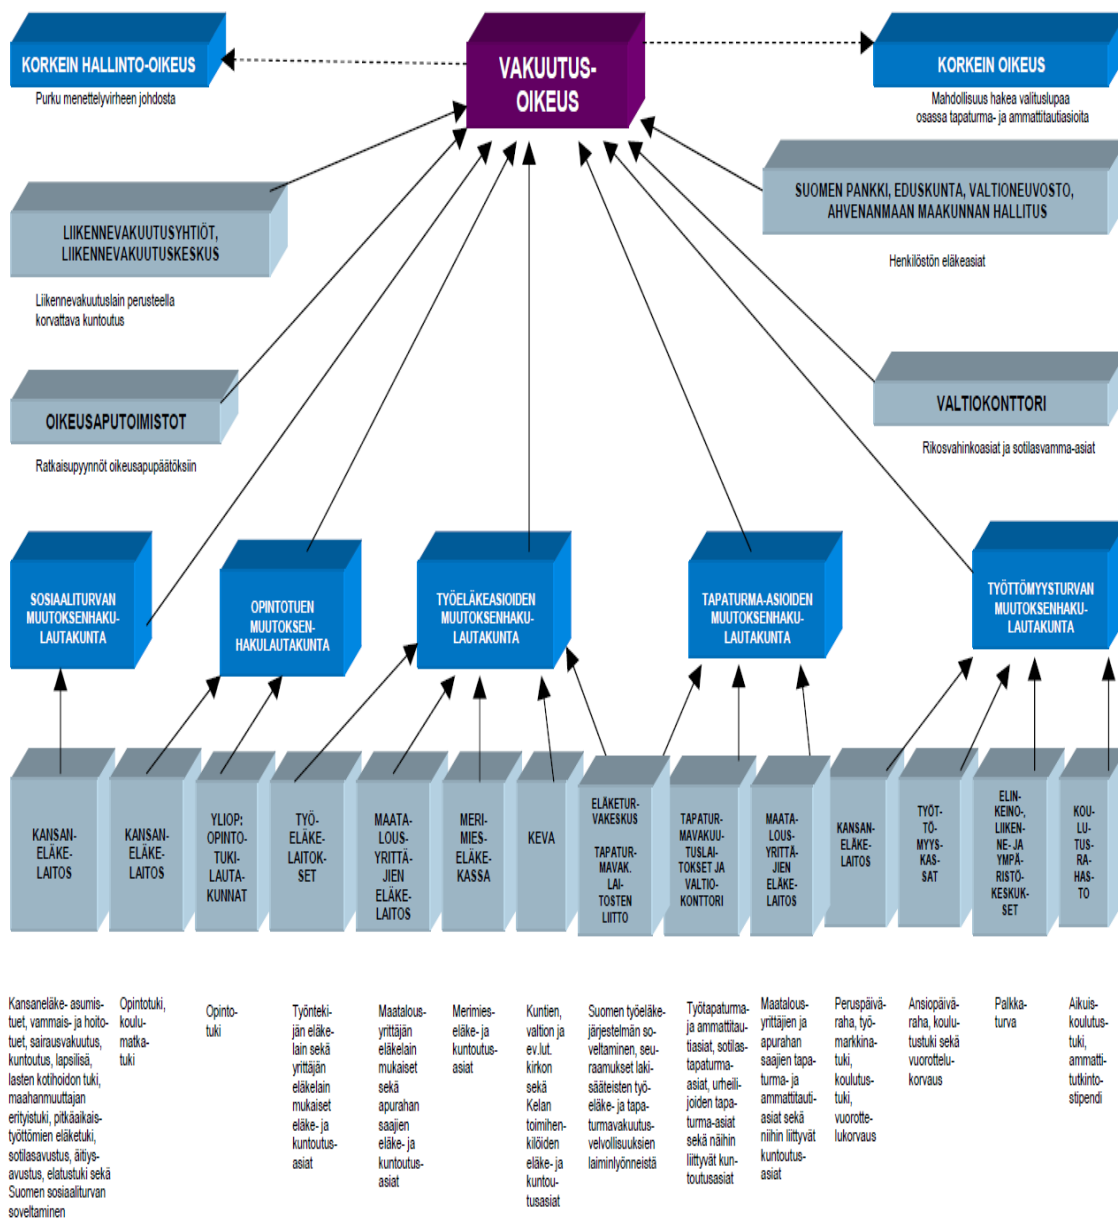 KORKEIN HALLINTO-OIKEUS
Purku menettelyvirheen johdosta
VAKUUTUS-
OIKEUS
KORKEIN OIKEUS
Mahdollisuus hakea valituslupaa
osassa tapaturma- ja ammattitautiasioita
LIIKENNEVAKUUTUSYHTIÖT,
LIIKENNEVAKUUTUSKESKUS
Liikennevakuutuslain perusteella
korvattava kuntoutus
SUOMEN PANKKI, EDUSKUNTA, VALTIONEUVOSTO,
AHVENANMAAN MAAKUNNAN HALLITUS
Henkilöstön eläkeasiat
OIKEUSAPUTOIMISTOT
Ratkaisupyynnöt oikeusapupäätöksiin
VALTIOKONTTORI
Rikosvahinkoasiat ja sotilasvamma-asiat
SOSIAALITURVAN
MUUTOKSENHAKU-
LAUTAKUNTA
OPINTOTUEN
MUUTOKSEN-
HAKULAUTAKUNTA
TYÖELÄKEASIOIDEN
MUUTOKSENHAKU-
LAUTAKUNTA
TAPATURMA-ASIOIDEN
MUUTOKSENHAKU-
LAUTAKUNTA
TYÖTTÖMYYSTURVAN
MUUTOKSENHAKU-
LAUTAKUNTA
KANSAN-
ELÄKE-
LAITOS
KANSAN-
ELÄKE-
LAITOS
YLIOP:
OPINTO-
TUKI-
LAUTA-
KUNNAT
TYÖ-
ELÄKE-
LAITOK-
SET
MAATA-
LOUS-
YRITTÄ-
JIEN
ELÄKE-
LAITOS
MERI-
MIES-
ELÄKE-
KASSA
KEVA
ELÄKETUR-
VAKESKUS
TAPATUR-
MAVAK.
LAI-
TOSTEN
LIITTO
TAPATUR-
MAVAKUU-
TUSLAI-
TOKSET JA
VALTIO-
KONTTORI
MAATA-
LOUS-
YRITTÄ-
JIEN
ELÄKE-
LAITOS
KANSAN-
ELÄKE-
LAITOS
TYÖT-
TÖ-
MYYS-
KAS-
SAT
ELIN-
KEINO-,
LIIKEN-
NE- JA
YMPÄ-
RISTÖ-
KESKUK-
SET
KOU-
LU-
TUS-
RA-
HAS-
TO
Kansaneläke- asumis-
tuet, vammais- ja hoito-
tuet, sairausvakuutus,
kuntoutus, lapsilisä,
lasten kotihoidon tuki,
maahanmuuttajan
erityistuki, pitkäaikais-
työttömien eläketuki,
sotilasavustus, äitiys-
avustus, elatustuki sekä
Suomen sosiaaliturvan
soveltaminen
Opintotuki,
koulu-
matka-
tuki
Opinto-
tuki
Työnteki-
jän eläke-
lain sekä
yrittäjän
eläkelain
mukaiset
eläke- ja
kuntoutus-
asiat
Maatalous-
yrittäjän
eläkelain
mukaiset
sekä
apurahan
saajien
eläke- ja
kuntoutus-
asiat
Merimies-
eläke- ja
kuntoutus-
asiat
Kuntien,
valtion ja
ev.lut.
kirkon
sekä
Kelan
toimihen-
kilöiden
eläke- ja
kuntou-
tusasiat
Suomen työeläke-
järjestelmän so-
veltaminen, seu-
raamukset laki-
sääteisten työ-
eläke- ja tapa-
turmavakuutus-
velvollisuuksien
laiminlyönneistä
Työtapaturma-
ja ammattitau-
tiasiat, sotilas-
tapaturma-
asiat, urheili-
joiden tapa-
turma-asiat
sekä näihin
liittyvät kun-
toutusasiat
Maatalous-
yrittäjien ja
apurahan
saajien tapa-
turma- ja
ammattitauti-
asiat sekä
niihin liittyvät
kuntoutus-
asiat
Peruspäivä-
raha, työ-
markkina-
tuki,
koulutus-
tuki,
vuorotte-
lukorvaus
Ansiopäivä-
raha, koulu-
tustuki sekä
vuorottelu-
korvaus
Palkka-
turva
Aikuis-
koulutus-
tuki,
ammatti-
tutkinto-
stipendi